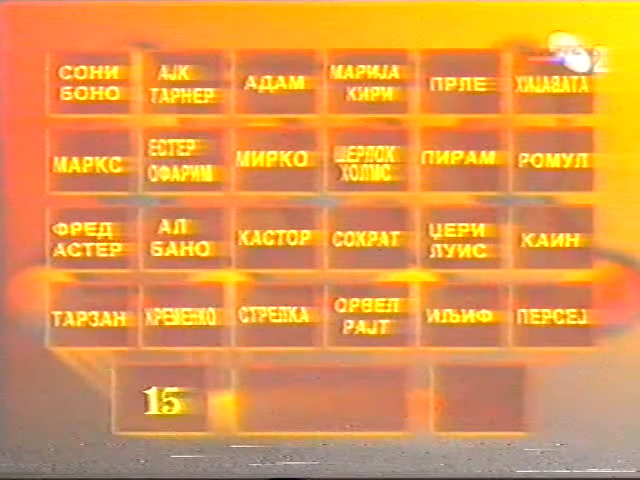 СОНИ БОНО
АЈК ТАРНЕР
АДАМ
МАРИЈА КИРИ
ПРЛЕ
ХИЈАВАТА
МАРКС
ЕСТЕР ОФАРИМ
МИРКО
ШЕРЛОК ХОЛМС
ПИРАМ
РОМУЛ
ФРЕД АСТЕР
АЛ БАНО
КАСТОР
СОКРАТ
ЏЕРИ ЛУИС
КАИН
ТАРЗАН
КРЕМЕНКО
СТРЕЛКА
ОРВЕЛ РАЈТ
ИЉИФ
ПЕРСЕЈ
15